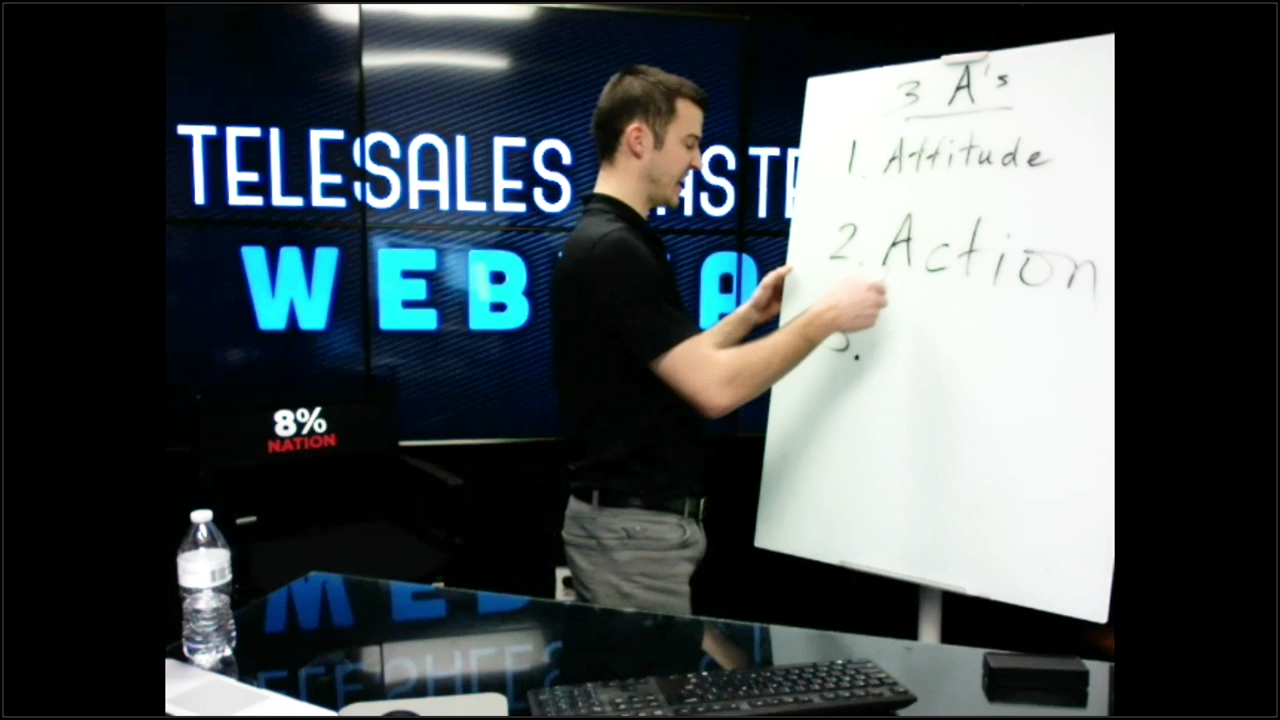 TELESALES
WEB
8%
NATION
3 A's
1. Attitude
2. Action
3.